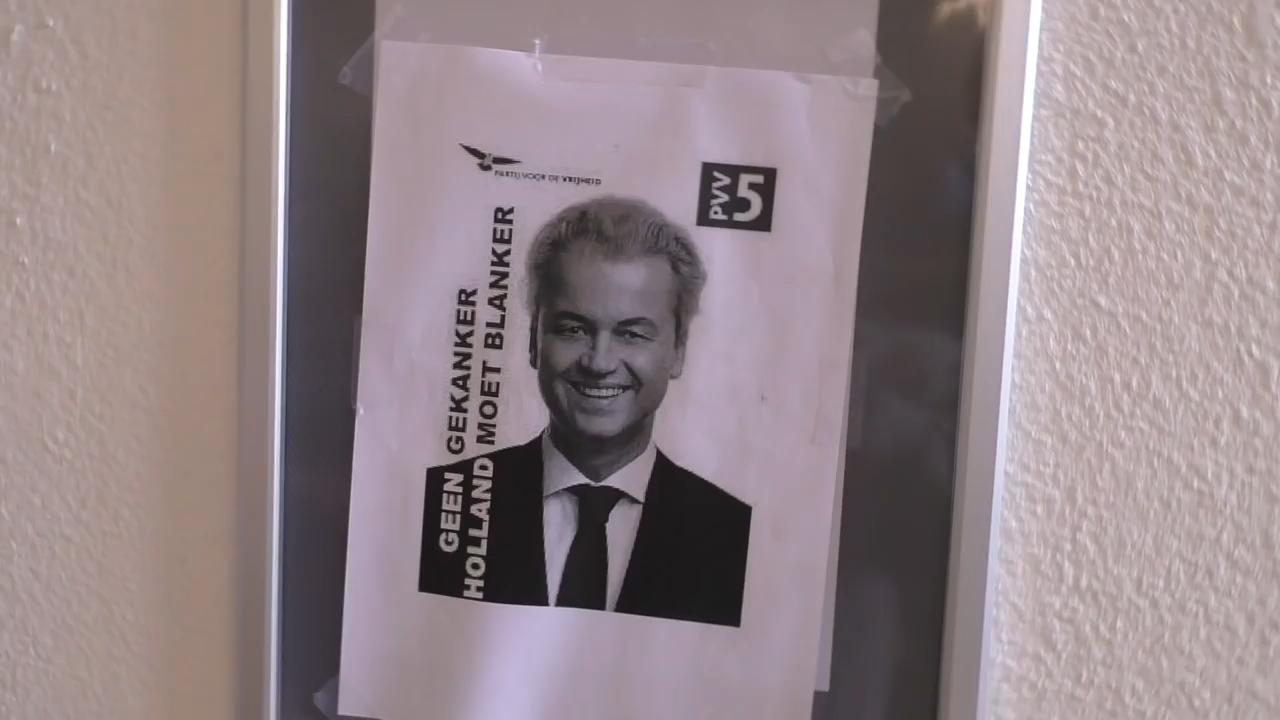 PARTIJ VOOR DE VRIJHEID
PVV 5
GEEN GEKANKER
HOLLAND MOET BLANKER